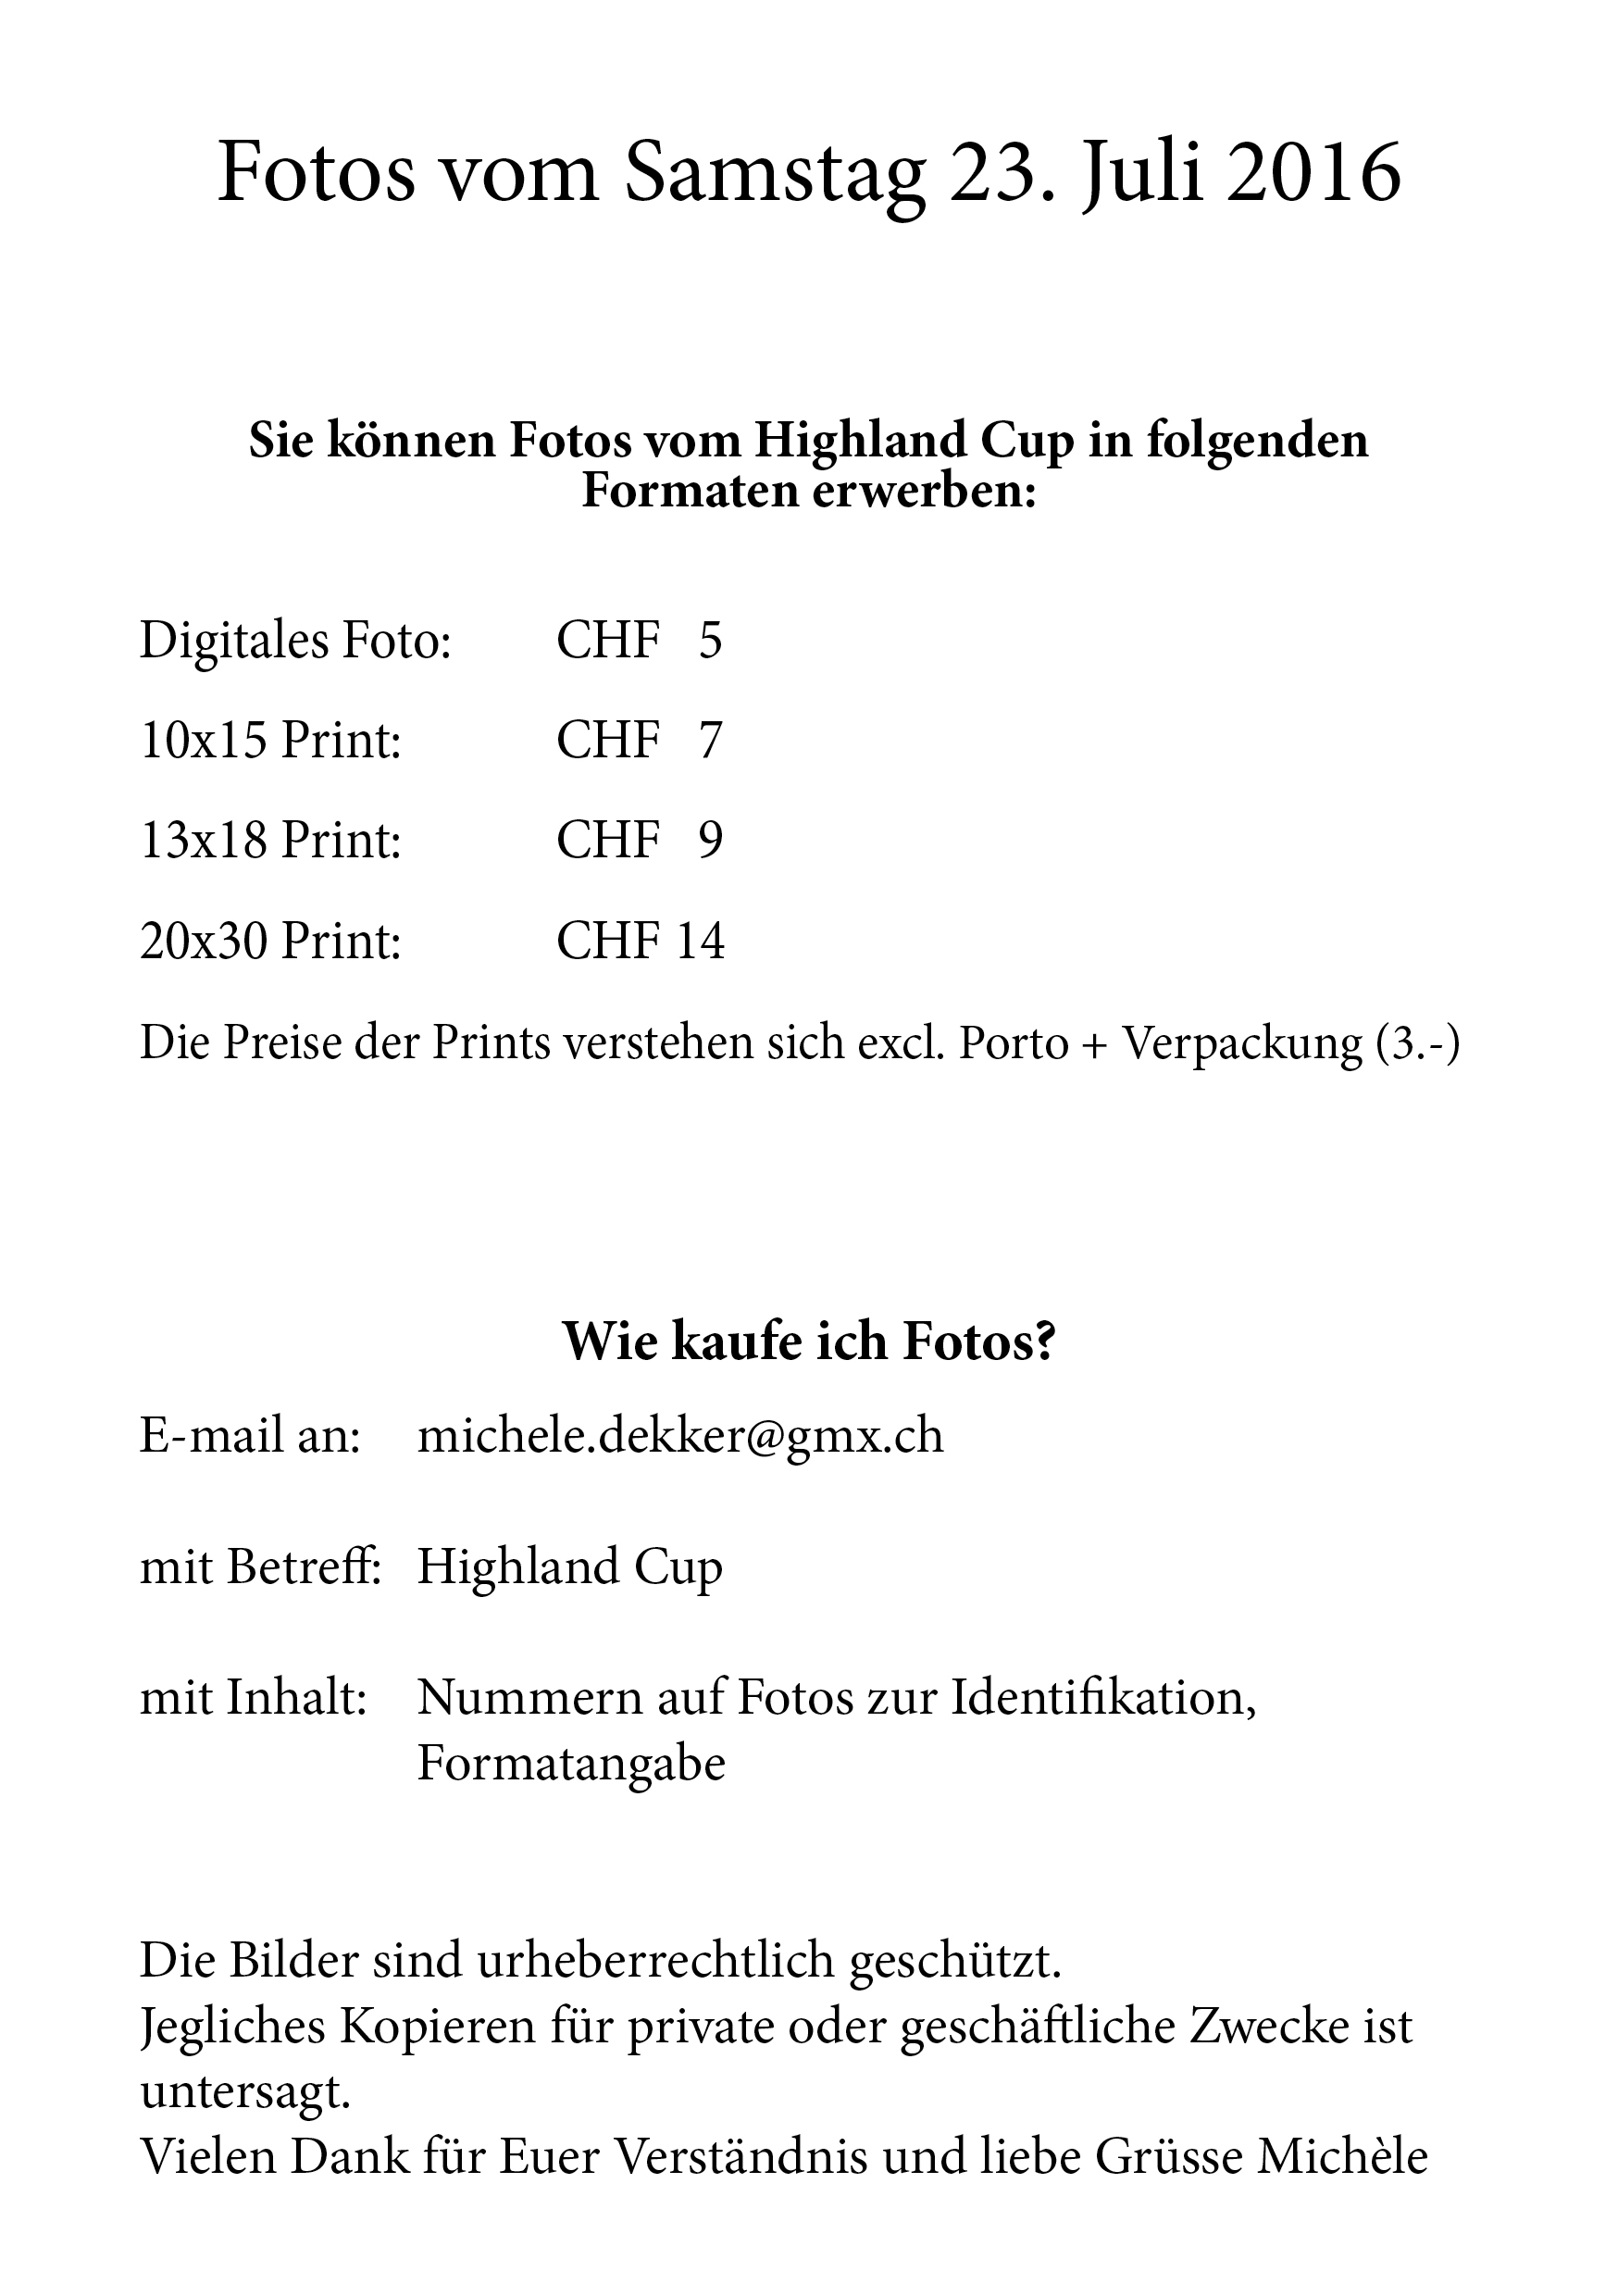 Fotos vom Samstag 23. Juli 2016
Sie können Fotos vom Highland Cup in folgenden
Formaten erwerben:
Digitales Foto: CHF 5
10x15 Print: CHF 7
13x18 Print: CHF 9
20x30 Print: CHF 14
Die Preise der Prints verstehen sich excl. Porto + Verpackung (3.-)
Wie kaufe ich Fotos?
E-mail an: michele.dekker@gmx.ch
mit Betreff: Highland Cup
mit Inhalt: Nummern auf Fotos zur Identifikation,
Formatangabe
Die Bilder sind urheberrechtlich geschützt.
Jegliches Kopieren für private oder geschäftliche Zwecke ist
untersagt.
Vielen Dank für Euer Verständnis und liebe Grüsse Michèle